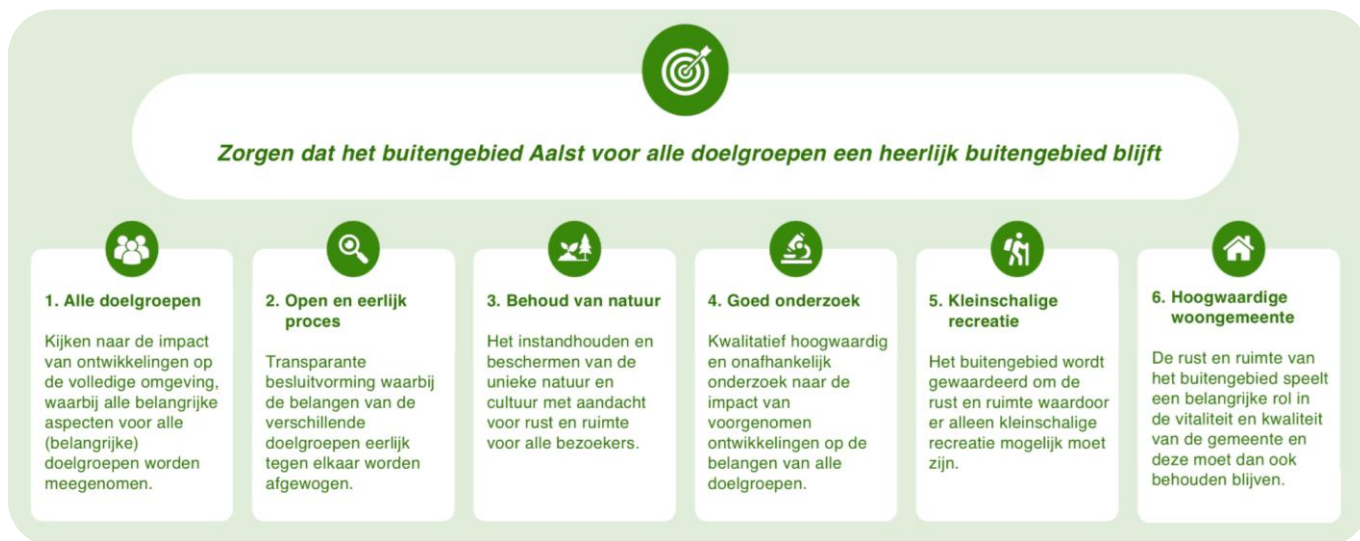 Zorgen dat het buitengebied Aalst voor alle doelgroepen een heerlijk buitengebied blijft
1. Alle doelgroepen
Kijken naar de impact
van ontwikkelingen op
de volledige omgeving,
waarbij alle belangrijke
aspecten voor alle
(belangrijke)
doelgroepen worden
meegenomen.
2. Open en eerlijk
proces
Transparante
besluitvorming waarbij
de belangen van de
verschillende
doelgroepen eerlijk
tegen elkaar worden
afgewogen.
3. Behoud van natuur
Het instandhouden en
beschermen van de
unieke natuur en
cultuur met aandacht
voor rust en ruimte
voor alle bezoekers.
4. Goed onderzoek
Kwalitatief hoogwaardig
en onafhankelijk
onderzoek naar de
impact van
voorgenomen
ontwikkelingen op de
belangen van alle
doelgroepen.
5. Kleinschalige
recreatie
Het buitengebied wordt
gewaardeerd om de
rust en ruimte waardoor
er alleen kleinschalige
recreatie mogelijk moet
zijn.
6. Hoogwaardige
woongemeente
De rust en ruimte van
het buitengebied speelt
een belangrijke rol in
de vitaliteit en kwaliteit
van de gemeente en
deze moet dan ook
behouden blijven.